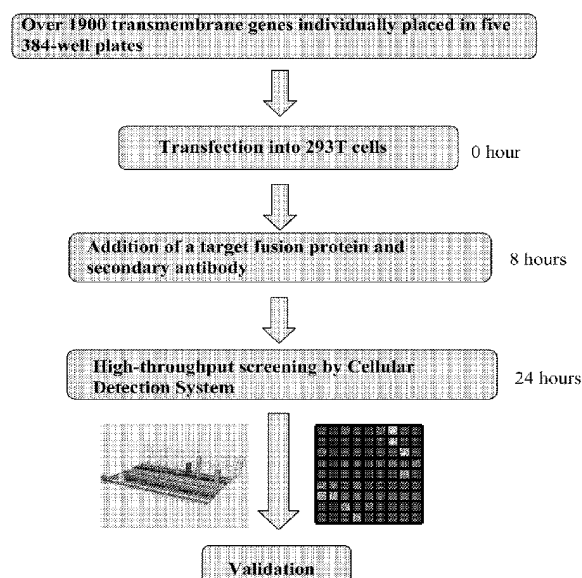 Over 1900 transmembrane genes individually placed in five
384-well plates
Transfection into 293T cells
0 hour
Addition of a target fusion protein and
secondary antibody
8 hours
High-throughput screening by Cellular
Detection System
24 hours
Validation